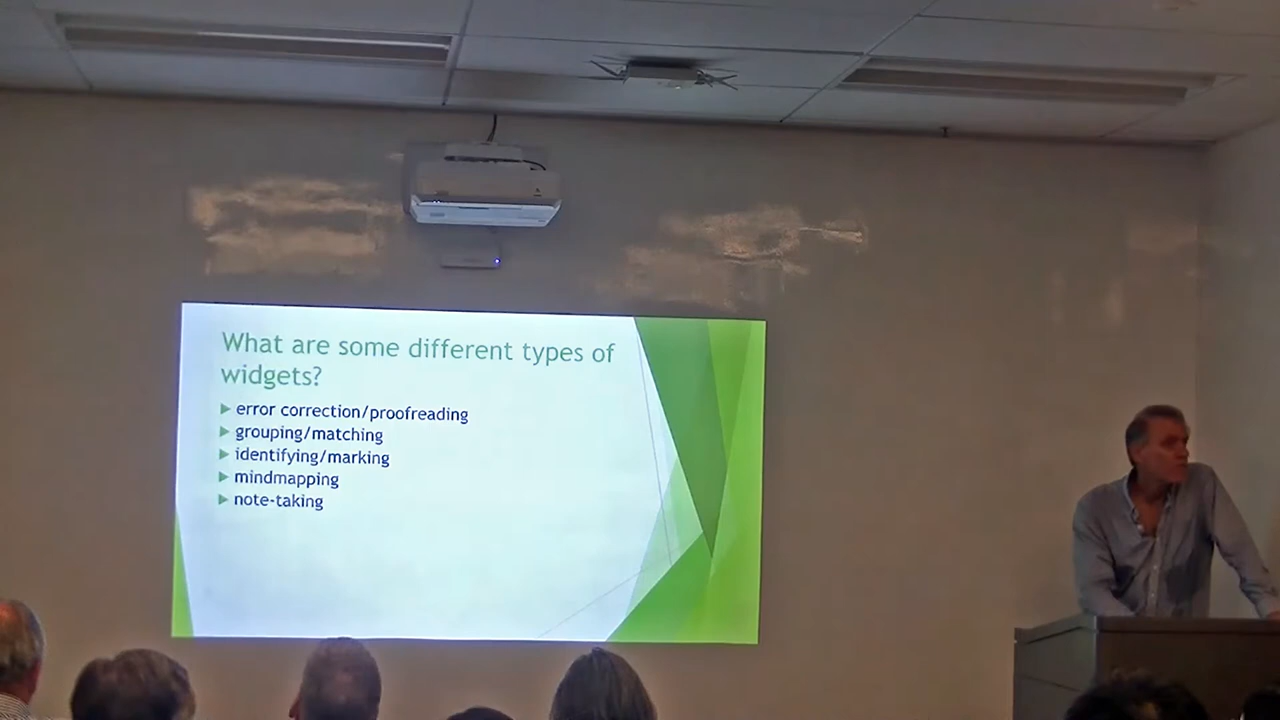 What are some different types of
widgets?
error correction/proofreading
grouping/matching
identifying/marking
mindmapping
note-taking